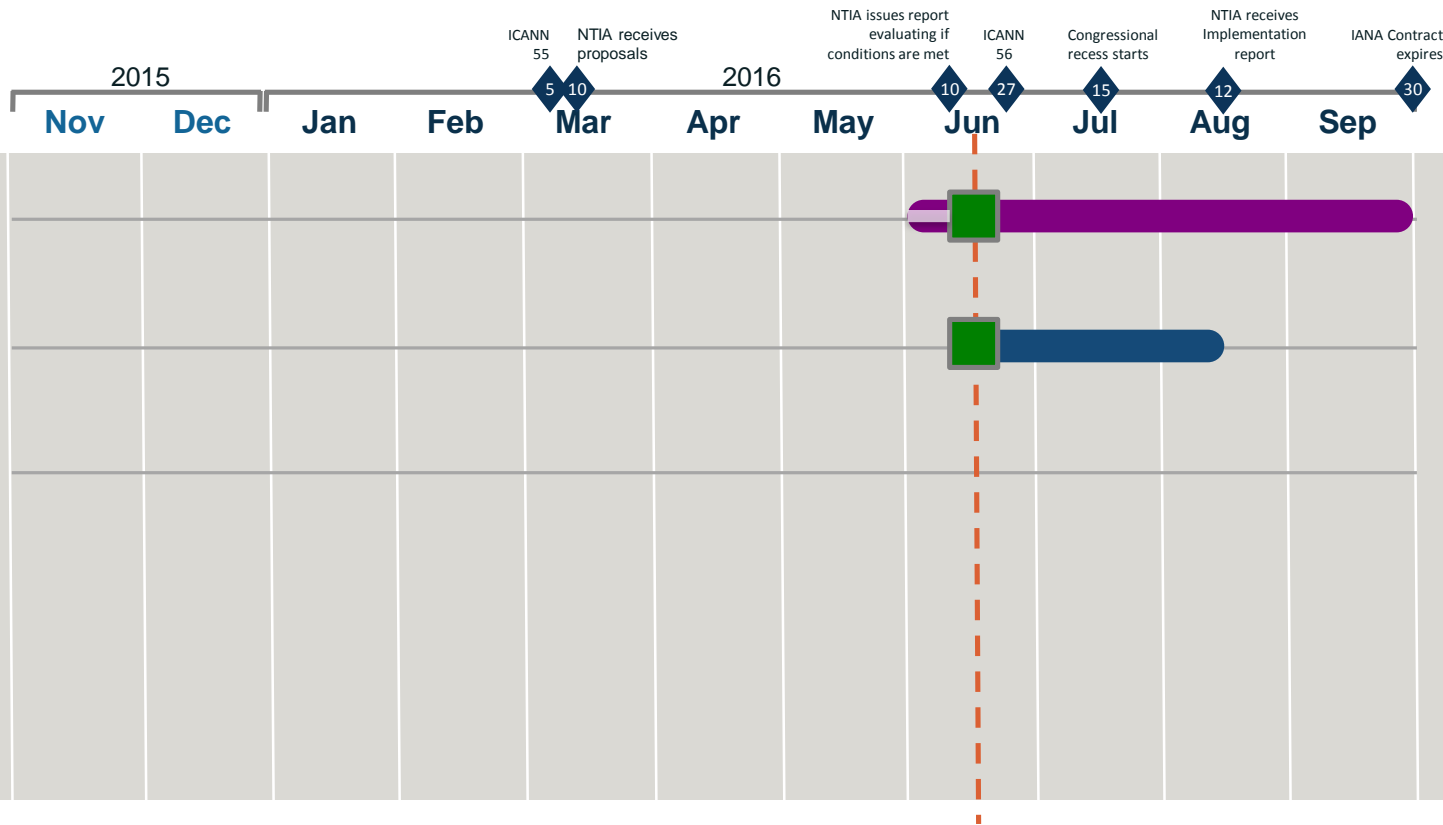 NTIA issues report
evaluating if
conditions are met
NTIA receives
Implementation
report
ICANN
55
NTIA receives
proposals
ICANN
56
Congressional
recess starts
IANA Contract
expires
2015
2016
5
10
10
27
15
12
30
Nov
Dec
Jan
Feb
Mar
Apr
May
Jun
Jul
Aug
Sep